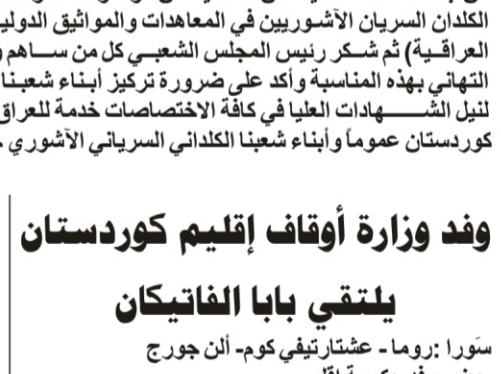 الكلدان السريان الآشوريين في المعاهدات والمواثيق الدولي
العراقية) ثم شكر رئيس المجلس الشعبي كل من ساهم و
التهاني بهذه المناسبة وأكد على ضرورة تركيز أبناء شعبنا
لنيل الشهادات العليا في كافة الاختصاصات خدمة للعراق
كوردستان عموماً وأبناء شعبنا الكلداني السرياني الآشوري
وفد وزارة أوقاف إقليم كوردستان
يلتقي بابا الفاتيكان
سَورا :روما - عشتارتيفي كوم- ألن جورج